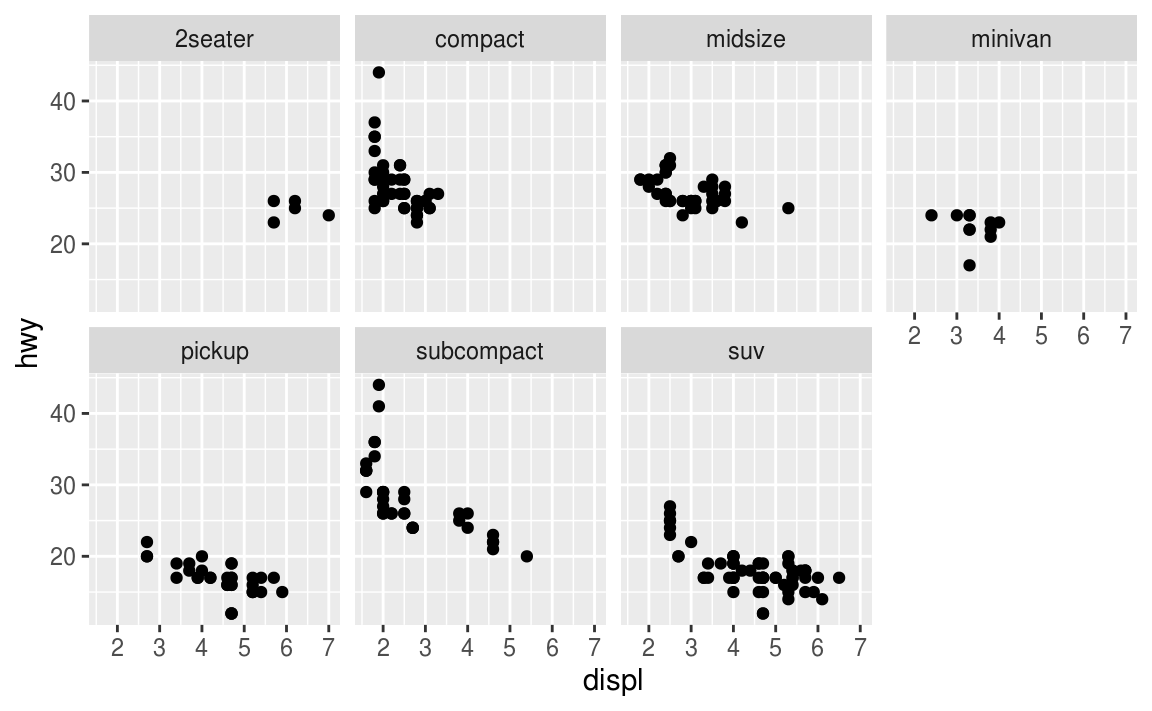 2seater compact midsize minivan
40
30
20
2 3 4 5 6 7
hwy
pickup subcompact suv
40
30
20
2 3 4 5 6 7 2 3 4 5 6 7 2 3 4 5 6 7
displ